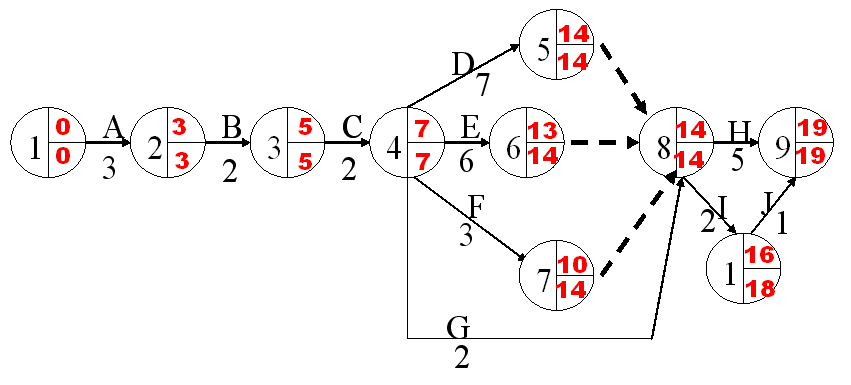 1 0 0
A 3
2 3 3
B 2
3 5 5
C 2
4 7 7
D 7
5 14 14
E 6
6 13 14
F 3
7 10 14
G 2
8 14 14
H 5
9 19 19
I 2
1 16 18
J 1